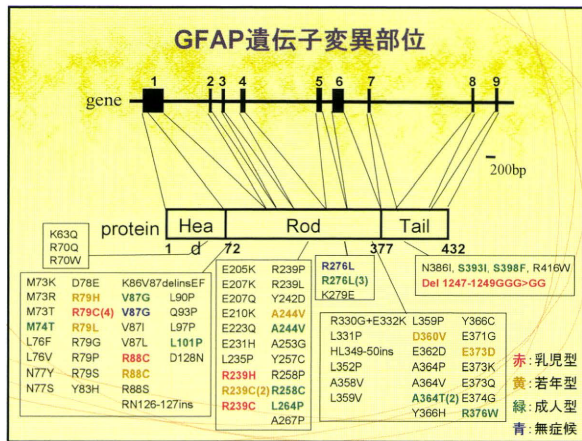 GFAP遺伝子変異部位
1 2 3 4 5 6 7 8 9
gene
200bp
protein Head Rod Tail
1 72 377 432
K63Q
R70Q
R70W
M73K D78E K86V87delinsEF
M73R R79H V87G L90P
M73T R79C(4) V87G Q93P
M74T R79L V87I L97P
L76F R79G V87L L101P
L76V R79P R88C D128N
N77Y R79S R88C
N77S Y83H R88S
RN126-127ins
E205K R239P
E207K R239L
E207Q Y242D
E210K A244V
E223Q A244V
E231H A253G
L235P Y257C
R239H R258P
R239C(2) R258C
R239C L264P
A267P
R276L
R276L(3)
K279E
R330G+E332K L359P Y366C
L331P D360V E371G
HL349-50ins E362D E373D
L352P A364P E373K
A358V A364V E373Q
L359V A364T(2) E374G
Y366H R376W
N386I, S393I, S398F, R416W
Del 1247-1249GGG>GG
赤:乳児型
黄:若年型
緑:成人型
青:無症候